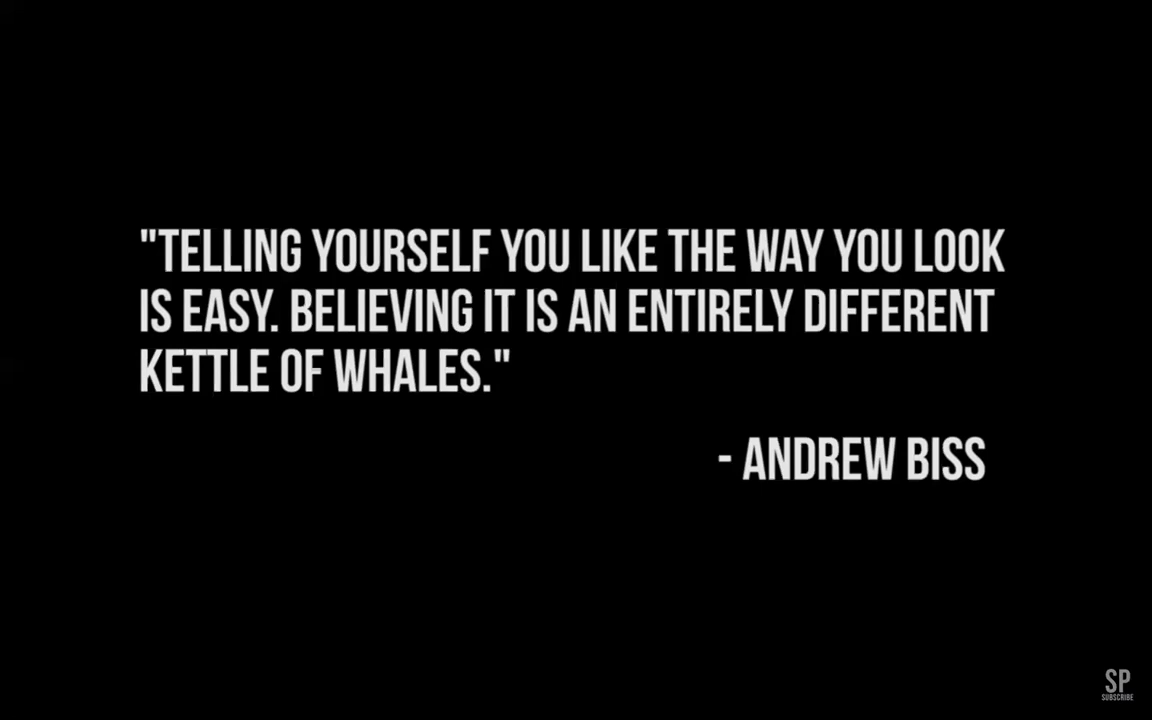 "TELLING YOURSELF YOU LIKE THE WAY YOU LOOK
IS EASY. BELIEVING IT IS AN ENTIRELY DIFFERENT
KETTLE OF WHALES."
- ANDREW BISS
SP
SUBSCRIBE